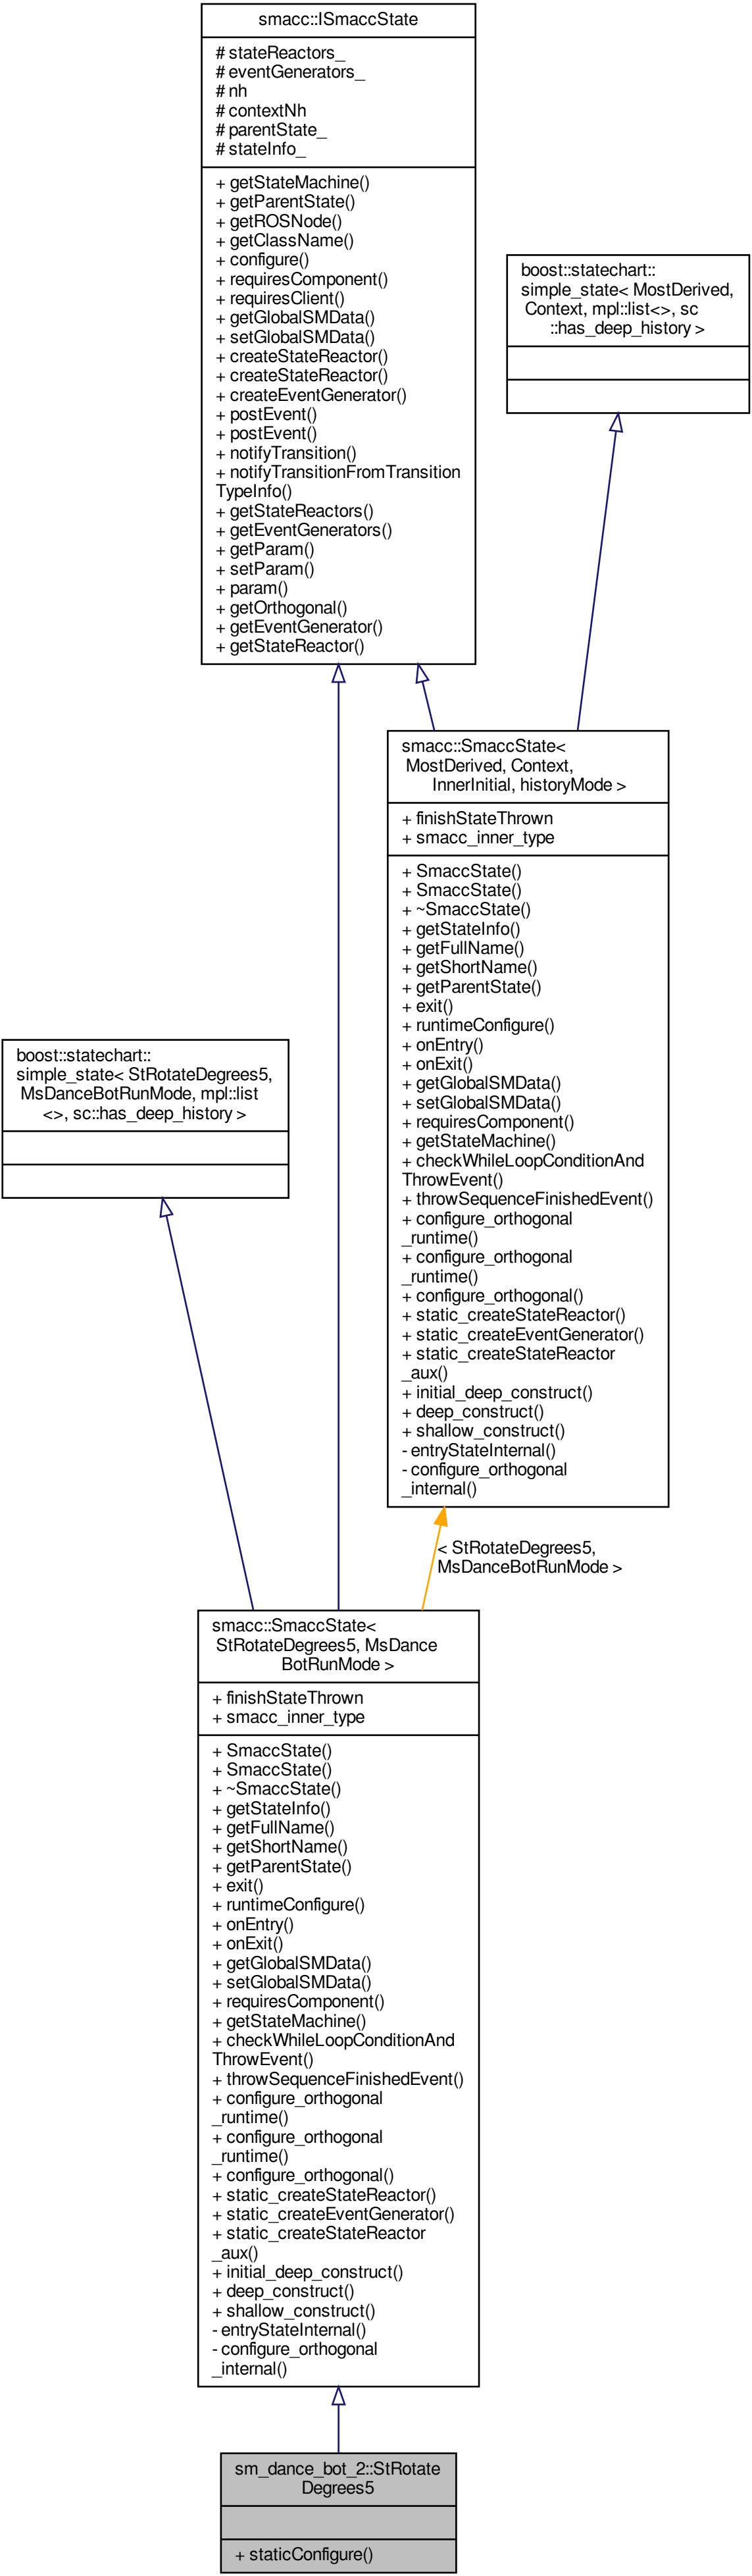 smacc::ISmaccState
# stateReactors_
# eventGenerators_
# nh
# contextNh
# parentState_
# stateInfo_
+ getStateMachine()
+ getParentState()
+ getROSNode()
+ getClassName()
+ configure()
+ requiresComponent()
+ requiresClient()
+ getGlobalSMData()
+ setGlobalSMData()
+ createStateReactor()
+ createStateReactor()
+ createEventGenerator()
+ postEvent()
+ postEvent()
+ notifyTransition()
+ notifyTransitionFromTransition
TypeInfo()
+ getStateReactors()
+ getEventGenerators()
+ getParam()
+ setParam()
+ param()
+ getOrthogonal()
+ getEventGenerator()
+ getStateReactor()
boost::statechart::
simple_state< MostDerived,
Context, mpl::list<>, sc
::has_deep_history >
smacc::SmaccState<
MostDerived, Context,
InnerInitial, historyMode >
+ finishStateThrown
+ smacc_inner_type
+ SmaccState()
+ SmaccState()
+ ~SmaccState()
+ getStateInfo()
+ getFullName()
+ getShortName()
+ getParentState()
+ exit()
+ runtimeConfigure()
+ onEntry()
+ onExit()
+ getGlobalSMData()
+ setGlobalSMData()
+ requiresComponent()
+ getStateMachine()
+ checkWhileLoopConditionAnd
ThrowEvent()
+ throwSequenceFinishedEvent()
+ configure_orthogonal
_runtime()
+ configure_orthogonal
_runtime()
+ configure_orthogonal()
+ static_createStateReactor()
+ static_createEventGenerator()
+ static_createStateReactor
_aux()
+ initial_deep_construct()
+ deep_construct()
+ shallow_construct()
- entryStateInternal()
- configure_orthogonal
_internal()
boost::statechart::
simple_state< StRotateDegrees5,
MsDanceBotRunMode, mpl::list
<>, sc::has_deep_history >
< StRotateDegrees5,
MsDanceBotRunMode >
smacc::SmaccState<
StRotateDegrees5, MsDance
BotRunMode >
+ finishStateThrown
+ smacc_inner_type
+ SmaccState()
+ SmaccState()
+ ~SmaccState()
+ getStateInfo()
+ getFullName()
+ getShortName()
+ getParentState()
+ exit()
+ runtimeConfigure()
+ onEntry()
+ onExit()
+ getGlobalSMData()
+ setGlobalSMData()
+ requiresComponent()
+ getStateMachine()
+ checkWhileLoopConditionAnd
ThrowEvent()
+ throwSequenceFinishedEvent()
+ configure_orthogonal
_runtime()
+ configure_orthogonal
_runtime()
+ configure_orthogonal()
+ static_createStateReactor()
+ static_createEventGenerator()
+ static_createStateReactor
_aux()
+ initial_deep_construct()
+ deep_construct()
+ shallow_construct()
- entryStateInternal()
- configure_orthogonal
_internal()
sm_dance_bot_2::StRotate
Degrees5
+ staticConfigure()